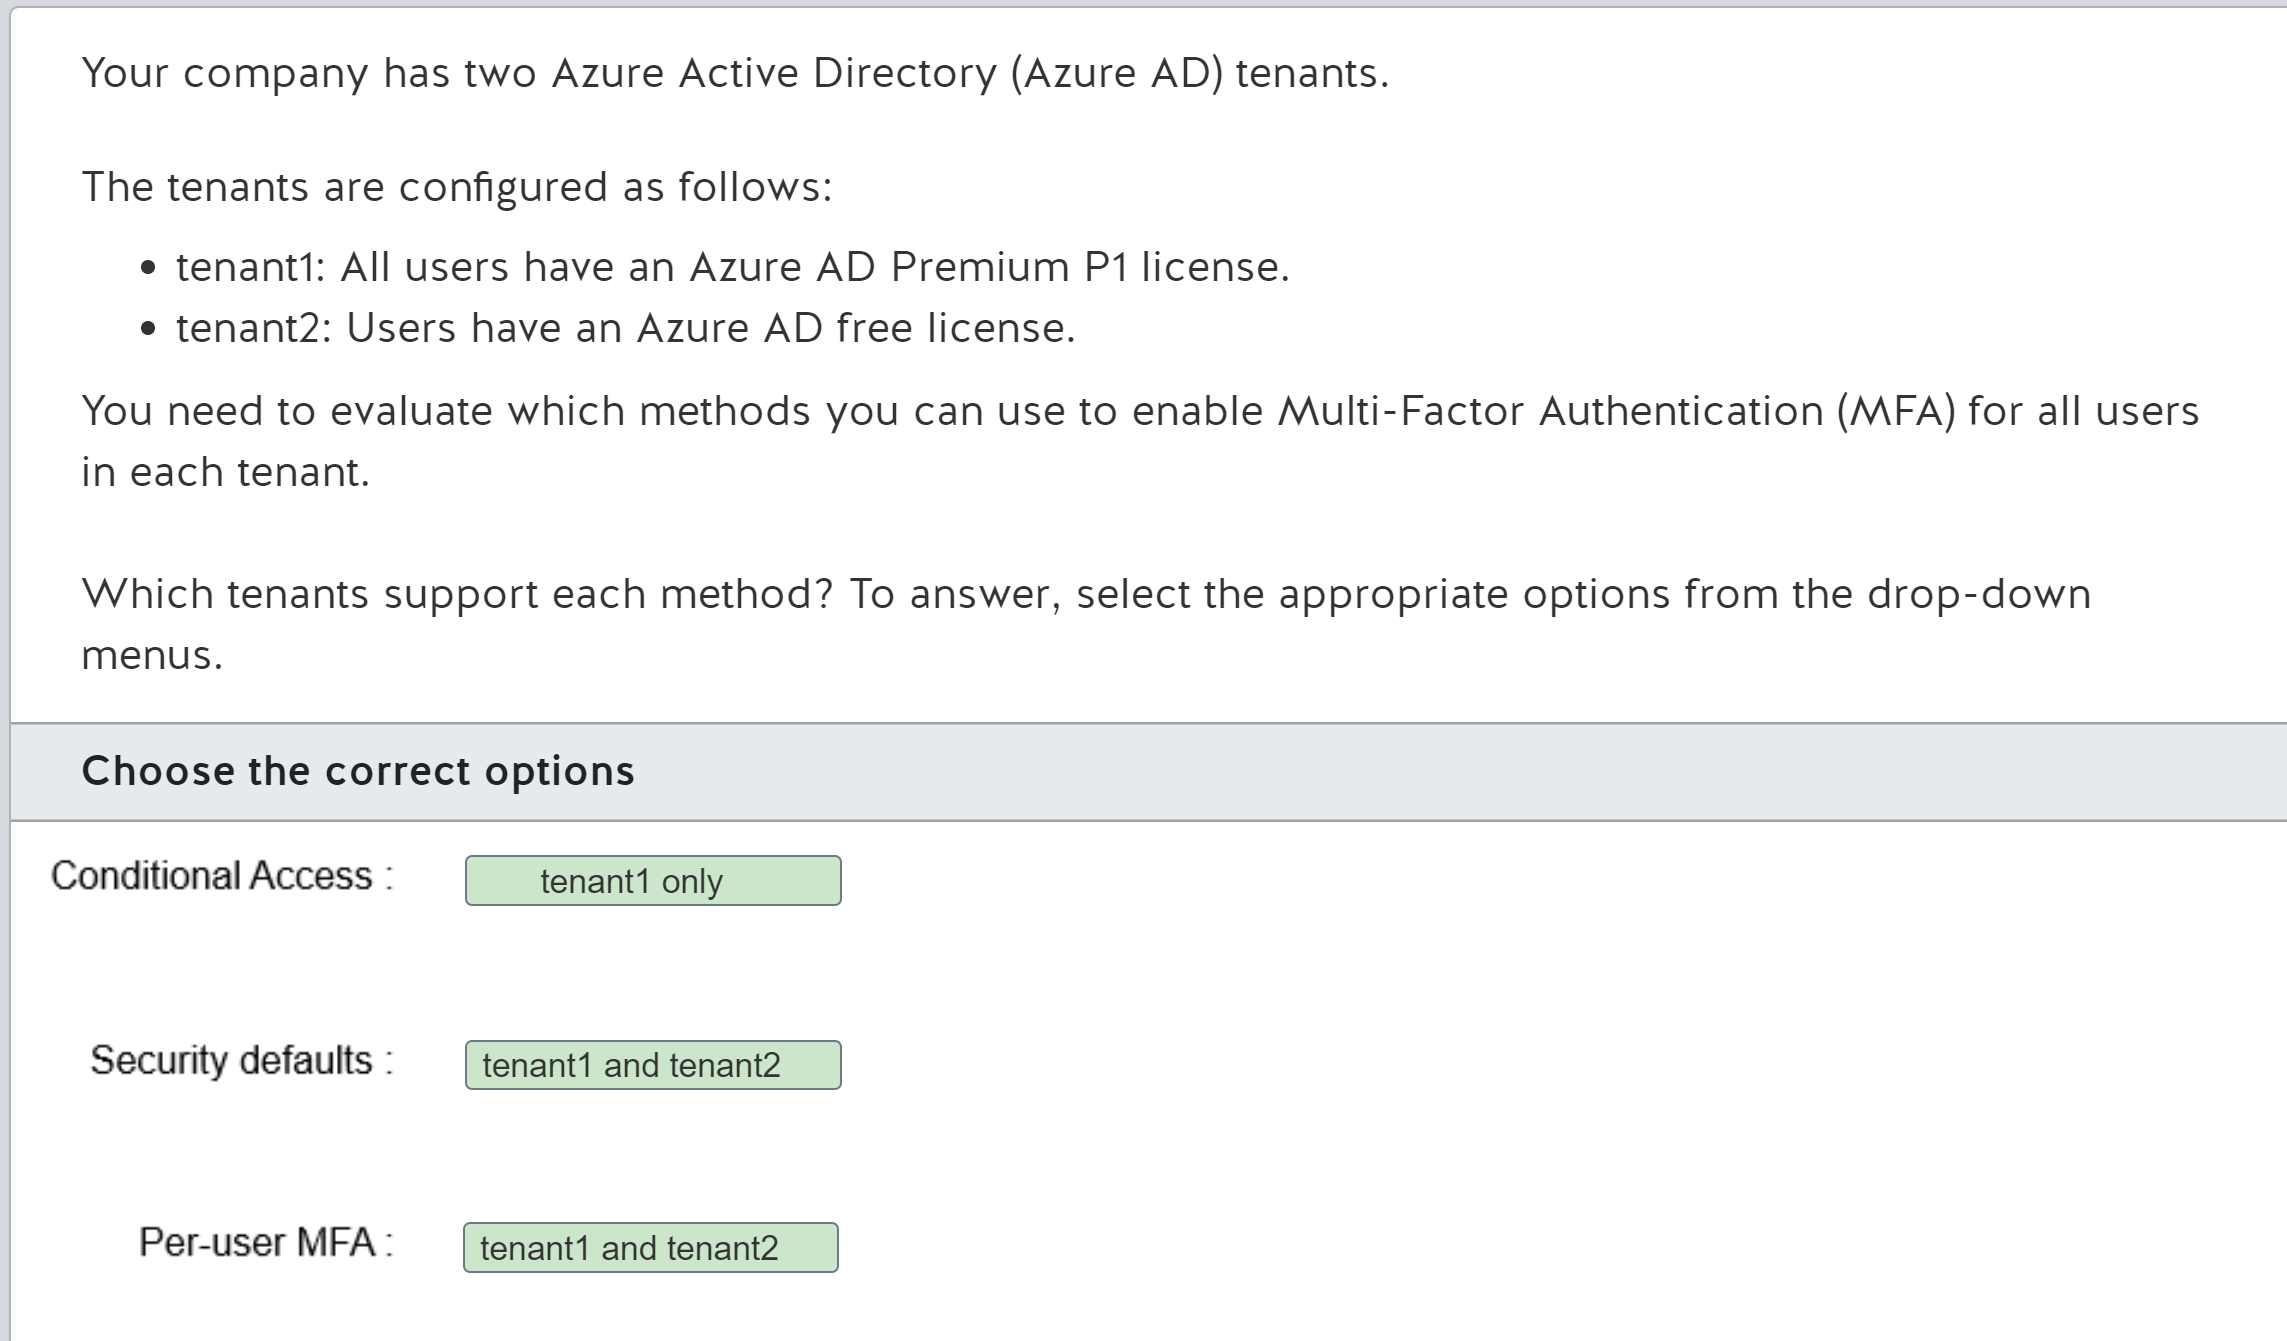 Your company has two Azure Active Directory (Azure AD) tenants.
The tenants are configured as follows:
• tenant1: All users have an Azure AD Premium P1 license.
• tenant2: Users have an Azure AD free license.
You need to evaluate which methods you can use to enable Multi-Factor Authentication (MFA) for all users
in each tenant.
Which tenants support each method? To answer, select the appropriate options from the drop-down
menus.
Choose the correct options
Conditional Access : tenant1 only
Security defaults : tenant1 and tenant2
Per-user MFA : tenant1 and tenant2